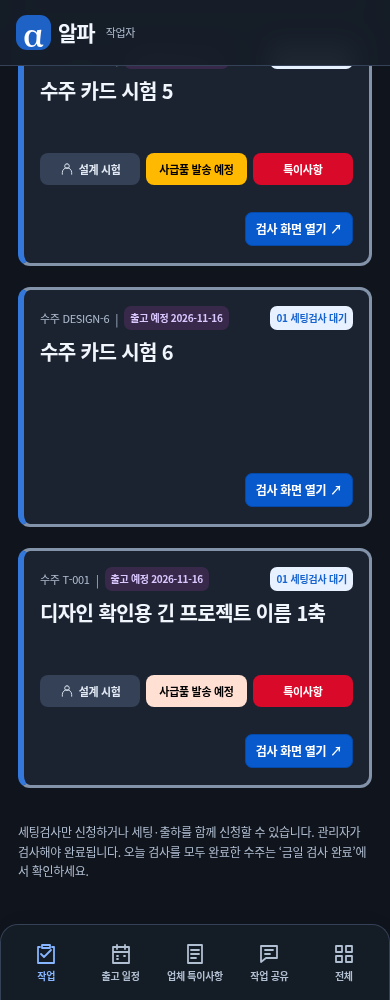 α 알파 작업자
수주 카드 시험 5
설계 시험 사급품 발송 예정 특이사항
검사 화면 열기 ↗
수주 DESIGN-6 | 출고 예정 2026-11-16 01 세팅검사 대기
수주 카드 시험 6
검사 화면 열기 ↗
수주 T-001 | 출고 예정 2026-11-16 01 세팅검사 대기
디자인 확인용 긴 프로젝트 이름 1축
설계 시험 사급품 발송 예정 특이사항
검사 화면 열기 ↗
세팅검사만 신청하거나 세팅·출하를 함께 신청할 수 있습니다. 관리자가
검사해야 완료됩니다. 오늘 검사를 모두 완료한 수주는 ‘금일 검사 완료’에
서 확인하세요.
작업 출고 일정 업체 특이사항 작업 공유 전체